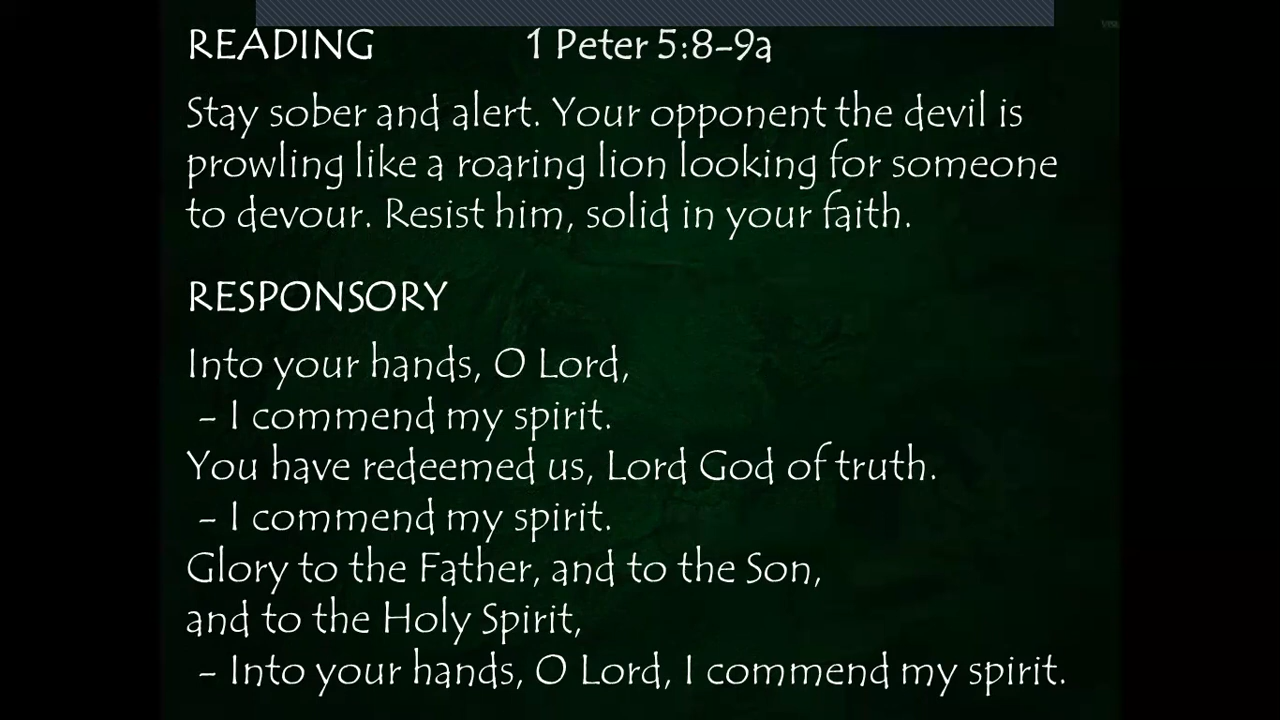 READING 1 Peter 5:8-9a
Stay sober and alert. Your opponent the devil is
prowling like a roaring lion looking for someone
to devour. Resist him, solid in your faith.
RESPONSORY
Into your hands, O Lord,
- I commend my spirit.
You have redeemed us, Lord God of truth.
- I commend my spirit.
Glory to the Father, and to the Son,
and to the Holy Spirit,
- Into your hands, O Lord, I commend my spirit.